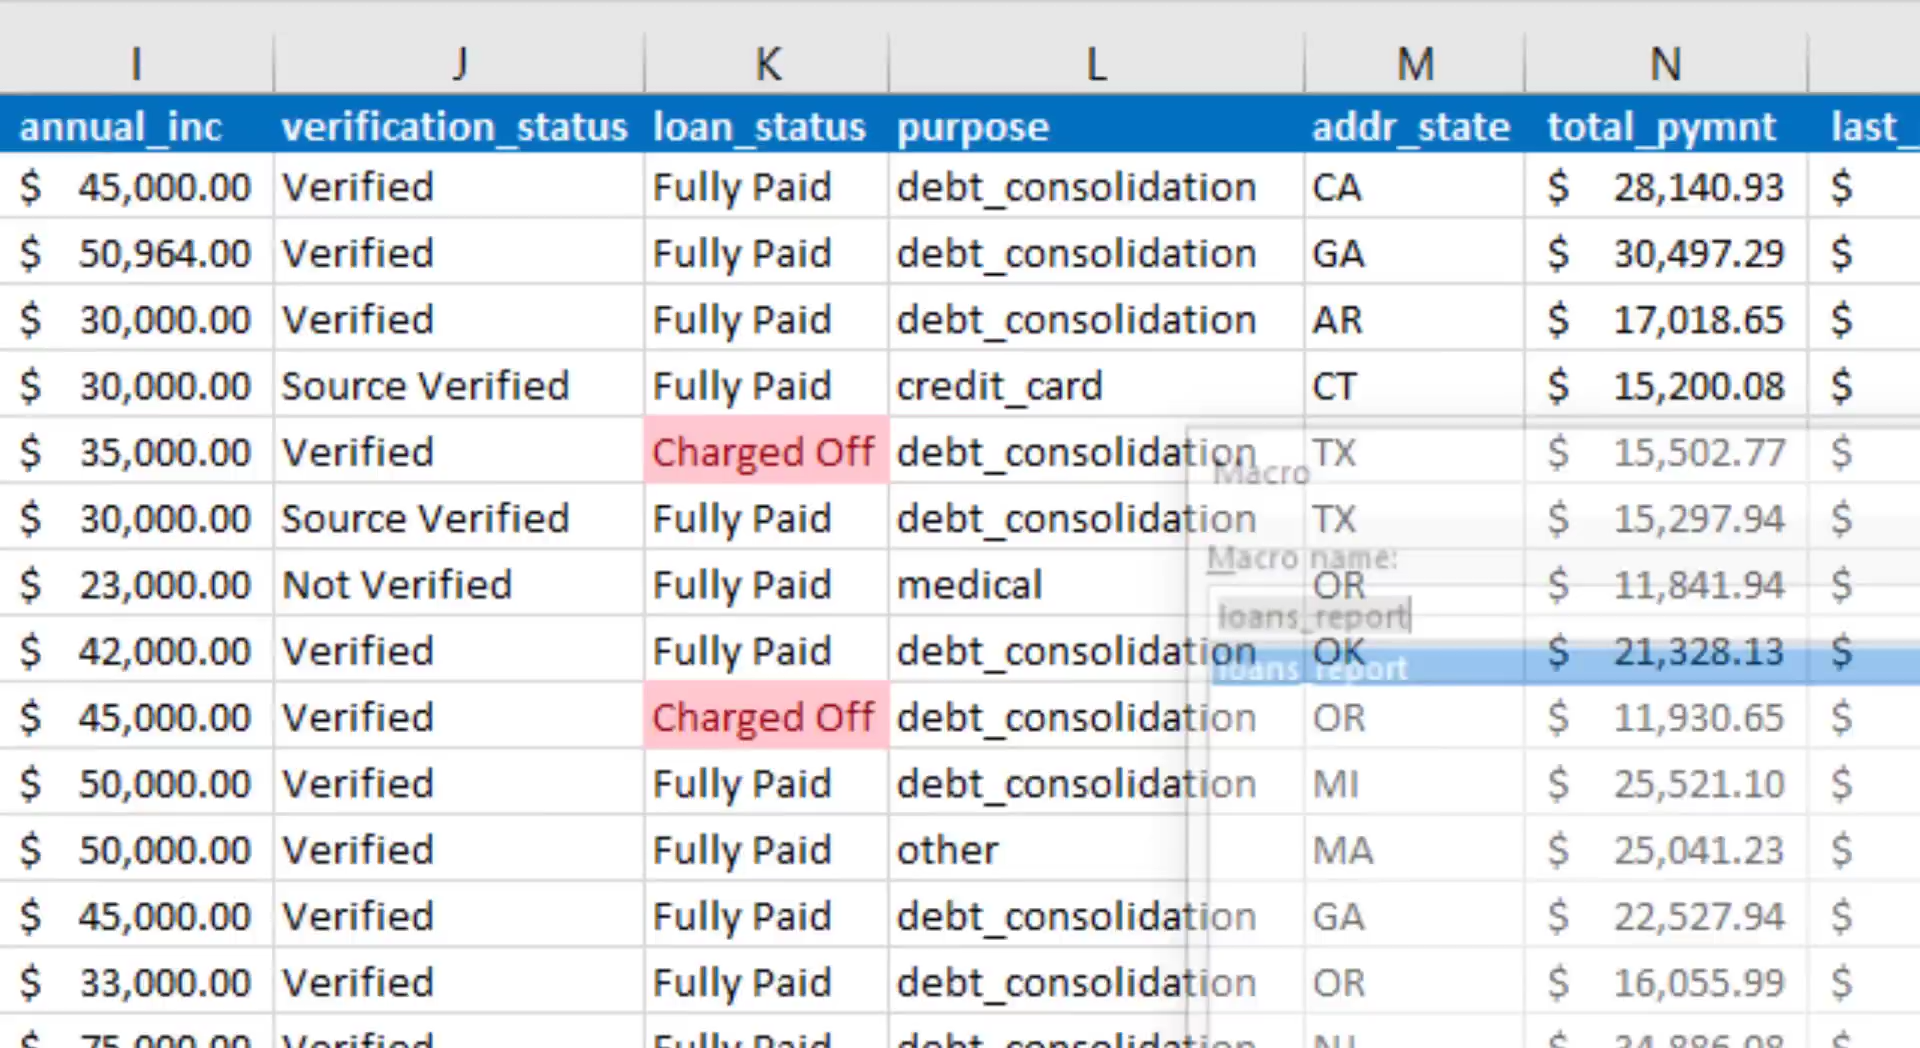 I J K L M N
annual_inc verification_status loan_status purpose addr_state total_pymnt last_
$ 45,000.00 Verified Fully Paid debt_consolidation CA $ 28,140.93 $
$ 50,964.00 Verified Fully Paid debt_consolidation GA $ 30,497.29 $
$ 30,000.00 Verified Fully Paid debt_consolidation AR $ 17,018.65 $
$ 30,000.00 Source Verified Fully Paid credit_card CT $ 15,200.08 $
$ 35,000.00 Verified Charged Off debt_consolidation TX $ 15,502.77 $
Macro
$ 30,000.00 Source Verified Fully Paid debt_consolidation TX $ 15,297.94 $
Macro name:
$ 23,000.00 Not Verified Fully Paid medical OR $ 11,841.94 $
loans_report
$ 42,000.00 Verified Fully Paid debt_consolidation OK $ 21,328.13 $
loans_report
$ 45,000.00 Verified Charged Off debt_consolidation OR $ 11,930.65 $
$ 50,000.00 Verified Fully Paid debt_consolidation MI $ 25,521.10 $
$ 50,000.00 Verified Fully Paid other MA $ 25,041.23 $
$ 45,000.00 Verified Fully Paid debt_consolidation GA $ 22,527.94 $
$ 33,000.00 Verified Fully Paid debt_consolidation OR $ 16,055.99 $
Verified Fully Paid debt_consolidation